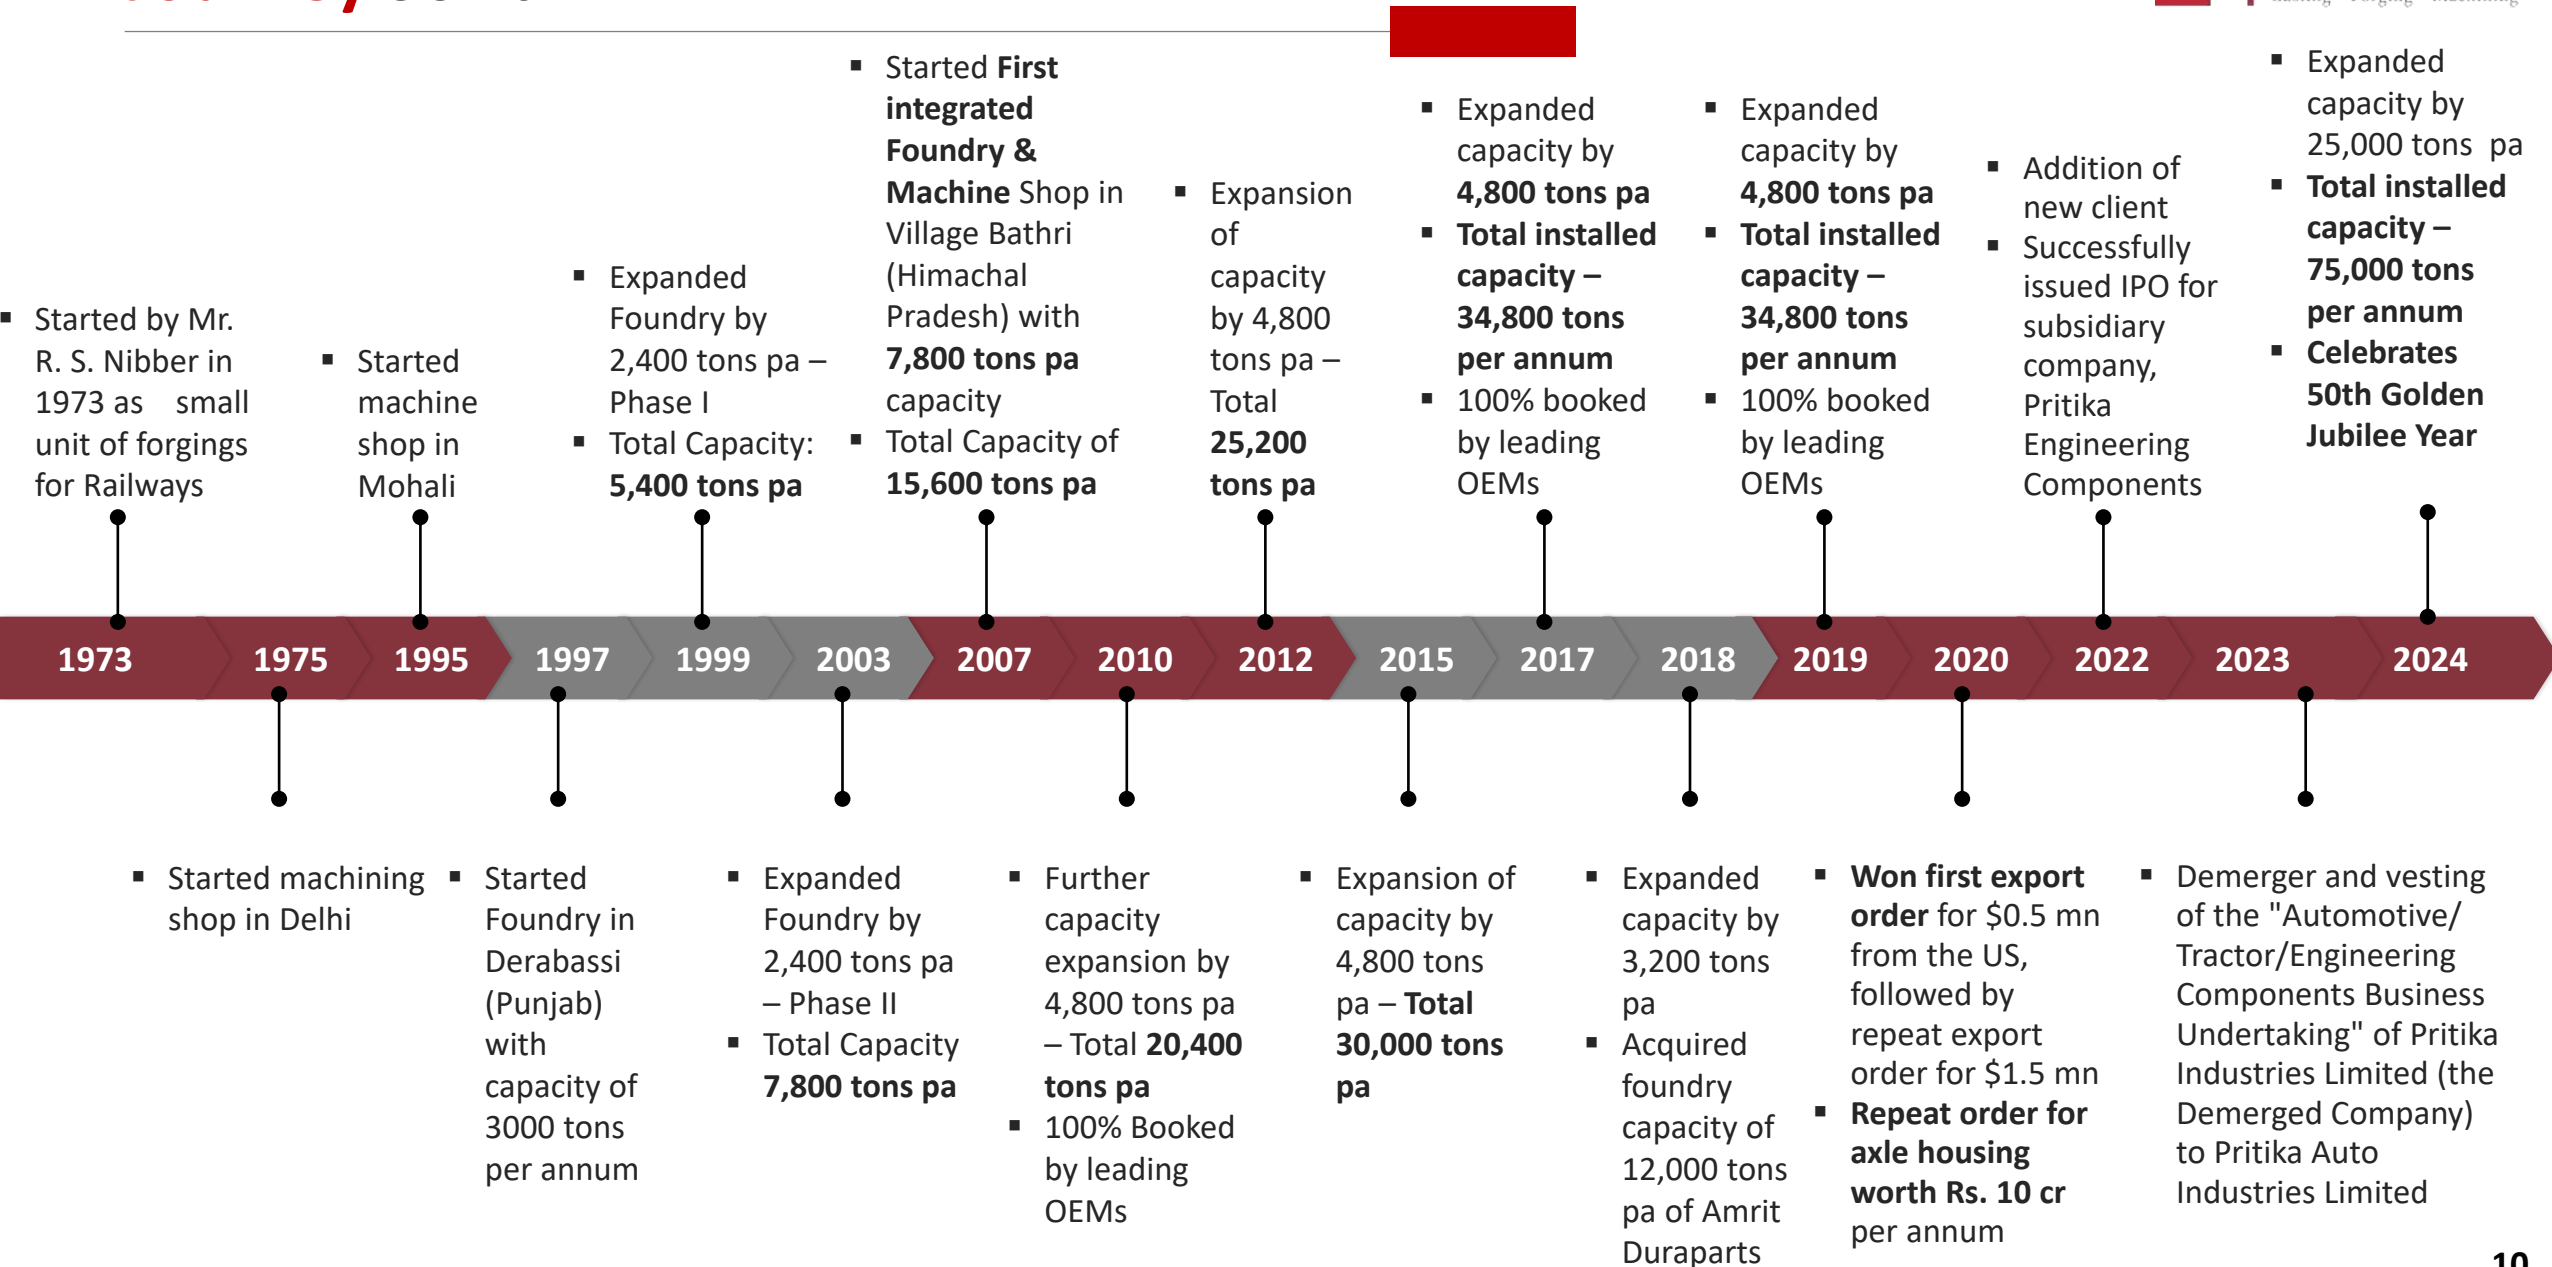 ▪ Started by Mr.
R. S. Nibber in
1973 as small
unit of forgings
for Railways
▪ Started
machine
shop in
Mohali
▪ Expanded
Foundry by
2,400 tons pa –
Phase I
▪ Total Capacity:
5,400 tons pa
▪ Started First
integrated
Foundry &
Machine Shop in
Village Bathri
(Himachal
Pradesh) with
7,800 tons pa
capacity
▪ Total Capacity of
15,600 tons pa
▪ Expansion
of
capacity
by 4,800
tons pa –
Total
25,200
tons pa
▪ Expanded
capacity by
4,800 tons pa
▪ Total installed
capacity –
34,800 tons
per annum
▪ 100% booked
by leading
OEMs
▪ Expanded
capacity by
4,800 tons pa
▪ Total installed
capacity –
34,800 tons
per annum
▪ 100% booked
by leading
OEMs
▪ Addition of
new client
▪ Successfully
issued IPO for
subsidiary
company,
Pritika
Engineering
Components
▪ Expanded
capacity by
25,000 tons pa
▪ Total installed
capacity –
75,000 tons
per annum
▪ Celebrates
50th Golden
Jubilee Year
1973 1975 1995 1997 1999 2003 2007 2010 2012 2015 2017 2018 2019 2020 2022 2023 2024
▪ Started machining
shop in Delhi
▪ Started
Foundry in
Derabassi
(Punjab)
with
capacity of
3000 tons
per annum
▪ Expanded
Foundry by
2,400 tons pa
– Phase II
▪ Total Capacity
7,800 tons pa
▪ Further
capacity
expansion by
4,800 tons pa
– Total 20,400
tons pa
▪ 100% Booked
by leading
OEMs
▪ Expansion of
capacity by
4,800 tons
pa – Total
30,000 tons
pa
▪ Expanded
capacity by
3,200 tons
pa
▪ Acquired
foundry
capacity of
12,000 tons
pa of Amrit
Duraparts
▪ Won first export
order for $0.5 mn
from the US,
followed by
repeat export
order for $1.5 mn
▪ Repeat order for
axle housing
worth Rs. 10 cr
per annum
▪ Demerger and vesting
of the "Automotive/
Tractor/Engineering
Components Business
Undertaking" of Pritika
Industries Limited (the
Demerged Company)
to Pritika Auto
Industries Limited
10